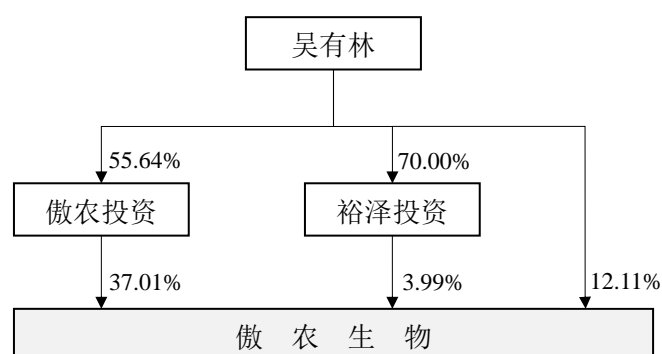 吴有林
55.64%
70.00%
傲农投资
裕泽投资
37.01%
3.99%
12.11%
傲 农 生 物